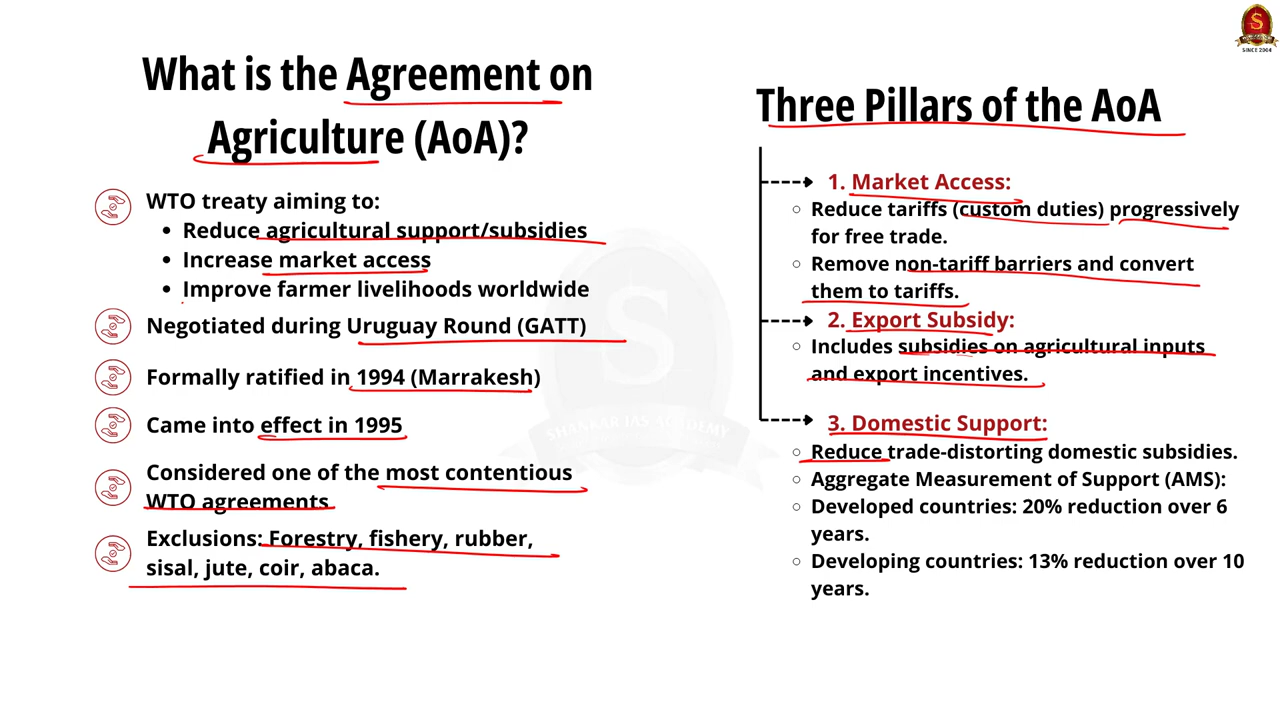 What is the Agreement on
Agriculture (AoA)?
WTO treaty aiming to:
• Reduce agricultural support/subsidies
• Increase market access
• Improve farmer livelihoods worldwide
Negotiated during Uruguay Round (GATT)
Formally ratified in 1994 (Marrakesh)
Came into effect in 1995
Considered one of the most contentious
WTO agreements
Exclusions: Forestry, fishery, rubber,
sisal, jute, coir, abaca.
Three Pillars of the AoA
1. Market Access:
Reduce tariffs (custom duties) progressively
for free trade.
Remove non-tariff barriers and convert
them to tariffs.
2. Export Subsidy:
Includes subsidies on agricultural inputs
and export incentives.
3. Domestic Support:
Reduce trade-distorting domestic subsidies.
Aggregate Measurement of Support (AMS):
Developed countries: 20% reduction over 6
years.
Developing countries: 13% reduction over 10
years.
S
SHANKAR IAS ACADEMY
S
SINCE 2004